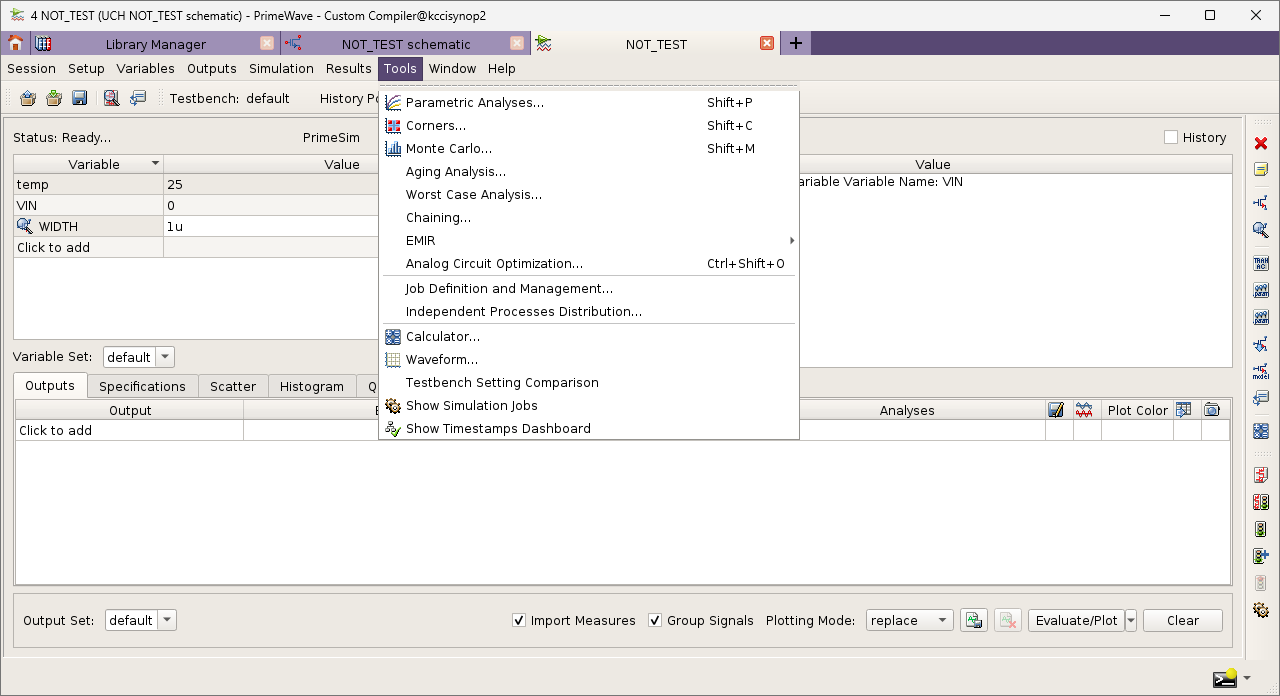 4 NOT_TEST (UCH NOT_TEST schematic) - PrimeWave - Custom Compiler@kccisynop2
Library Manager NOT_TEST schematic NOT_TEST
Session Setup Variables Outputs Simulation Results Tools Window Help
Testbench: default History Po
Status: Ready... PrimeSim History
Variable Value Value
temp 25 ariable Variable Name: VIN
VIN 0
WIDTH 1u
Click to add
Parametric Analyses... Shift+P
Corners... Shift+C
Monte Carlo... Shift+M
Aging Analysis...
Worst Case Analysis...
Chaining...
EMIR
Analog Circuit Optimization... Ctrl+Shift+O
Job Definition and Management...
Independent Processes Distribution...
Calculator...
Waveform...
Testbench Setting Comparison
Show Simulation Jobs
Show Timestamps Dashboard
Variable Set: default
Outputs Specifications Scatter Histogram Q
Output E Analyses Plot Color
Click to add
Output Set: default Import Measures Group Signals Plotting Mode: replace Evaluate/Plot Clear